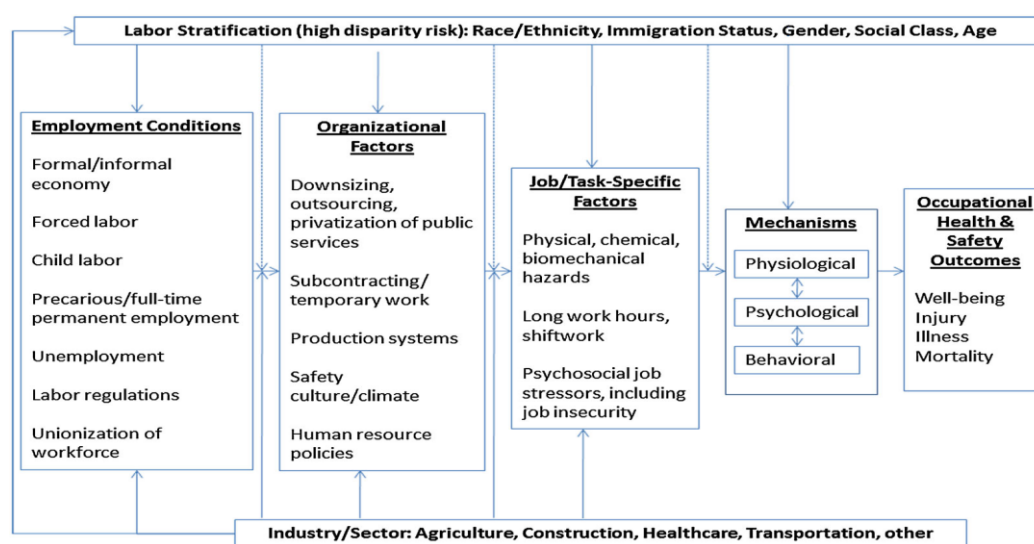 Labor Stratification (high disparity risk): Race/Ethnicity, Immigration Status, Gender, Social Class, Age
Employment Conditions
Formal/informal
economy
Forced labor
Child labor
Precarious/full-time
permanent employment
Unemployment
Labor regulations
Unionization of
workforce
Organizational
Factors
Downsizing,
outsourcing,
privatization of public
services
Subcontracting/
temporary work
Production systems
Safety
culture/climate
Human resource
policies
Job/Task-Specific
Factors
Physical, chemical,
biomechanical
hazards
Long work hours,
shiftwork
Psychosocial job
stressors, including
job insecurity
Mechanisms
Physiological
Psychological
Behavioral
Occupational
Health &
Safety
Outcomes
Well-being
Injury
Illness
Mortality
Industry/Sector: Agriculture, Construction, Healthcare, Transportation, other